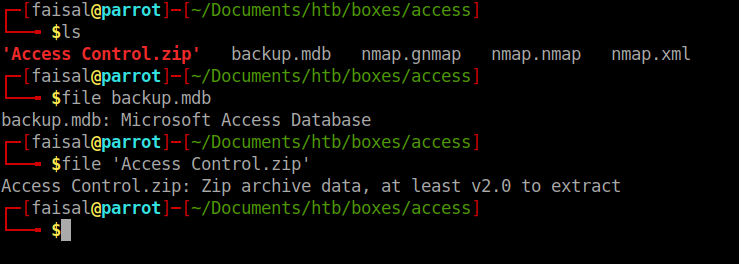 ┌─[faisal@parrot]─[~/Documents/htb/boxes/access]
└──╼ $ls
'Access Control.zip'   backup.mdb   nmap.gnmap   nmap.nmap   nmap.xml
┌─[faisal@parrot]─[~/Documents/htb/boxes/access]
└──╼ $file backup.mdb
backup.mdb: Microsoft Access Database
┌─[faisal@parrot]─[~/Documents/htb/boxes/access]
└──╼ $file 'Access Control.zip'
Access Control.zip: Zip archive data, at least v2.0 to extract
┌─[faisal@parrot]─[~/Documents/htb/boxes/access]
└──╼ $